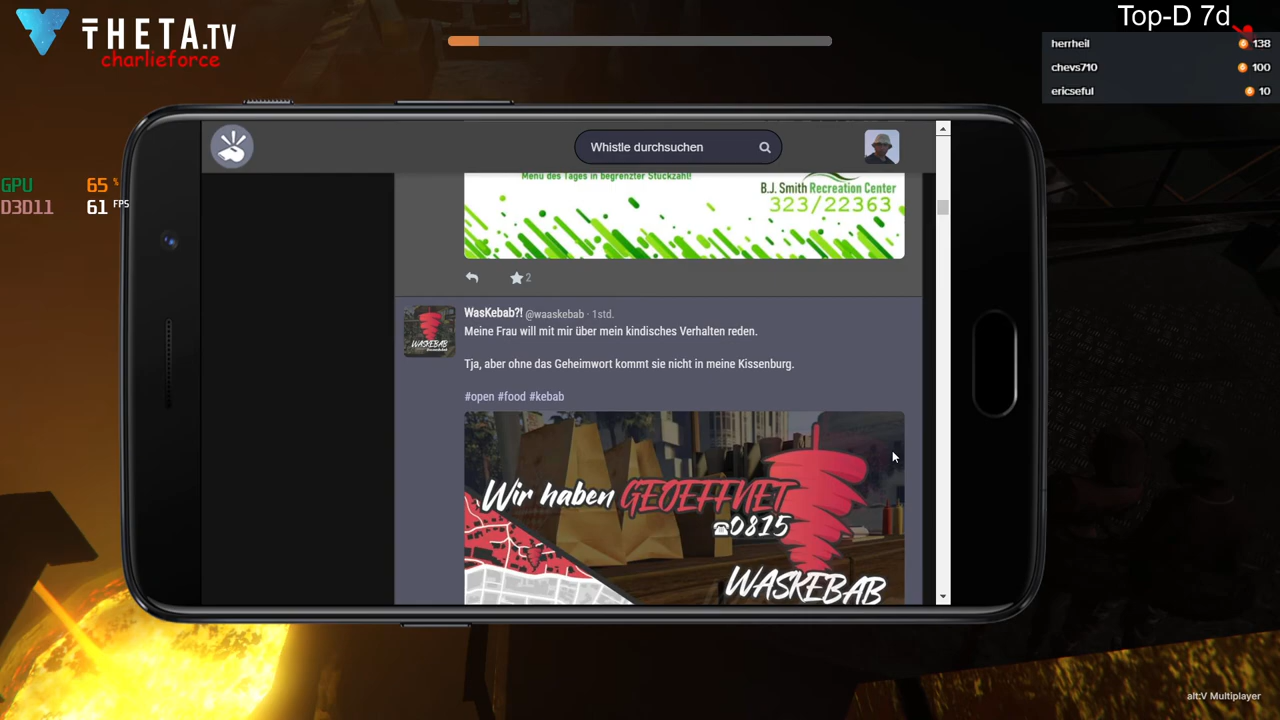 THETA.TV
charlieforce
Top-D 7d
herrheil 138
chevs710 100
ericseful 10
GPU 65 %
D3D11 61 FPS
Whistle durchsuchen
Menü des Tages in begrenzter Stückzahl!
B.J. Smith Recreation Center
323/22363
2
WasKebab?! @waaskebab · 1std.
Meine Frau will mit mir über mein kindisches Verhalten reden.
Tja, aber ohne das Geheimwort kommt sie nicht in meine Kissenburg.
#open #food #kebab
WASKEBAB
Wir haben GEOEFFNET
☎0815
WASKEBAB
alt:V Multiplayer